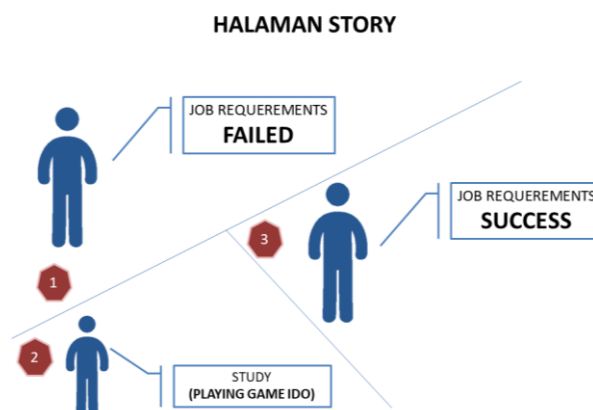 HALAMAN STORY
JOB REQUEREMENTS
FAILED
JOB REQUEREMENTS
SUCCESS
3
1
2
STUDY
(PLAYING GAME IDO)